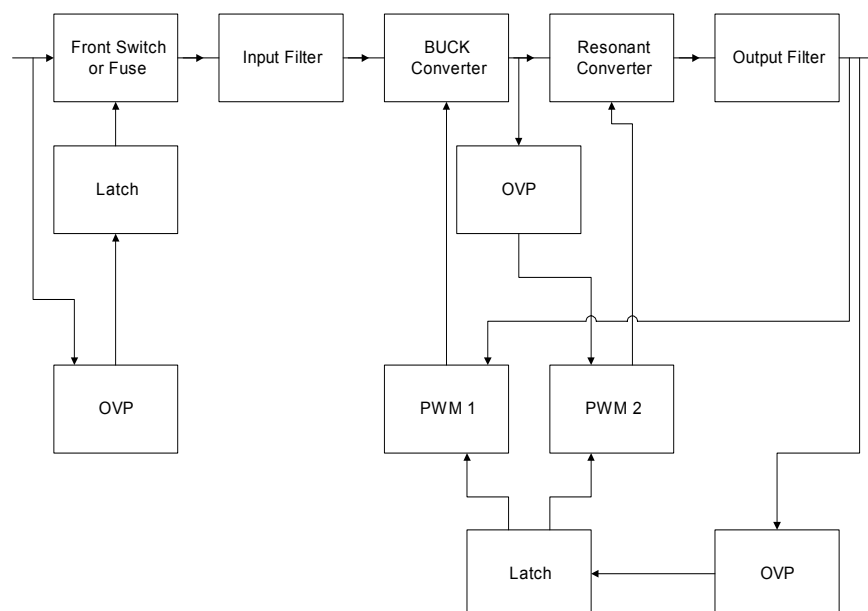 Front Switch
or Fuse
Input Filter
BUCK
Converter
Resonant
Converter
Output Filter
Latch
OVP
OVP
PWM 1
PWM 2
Latch
OVP